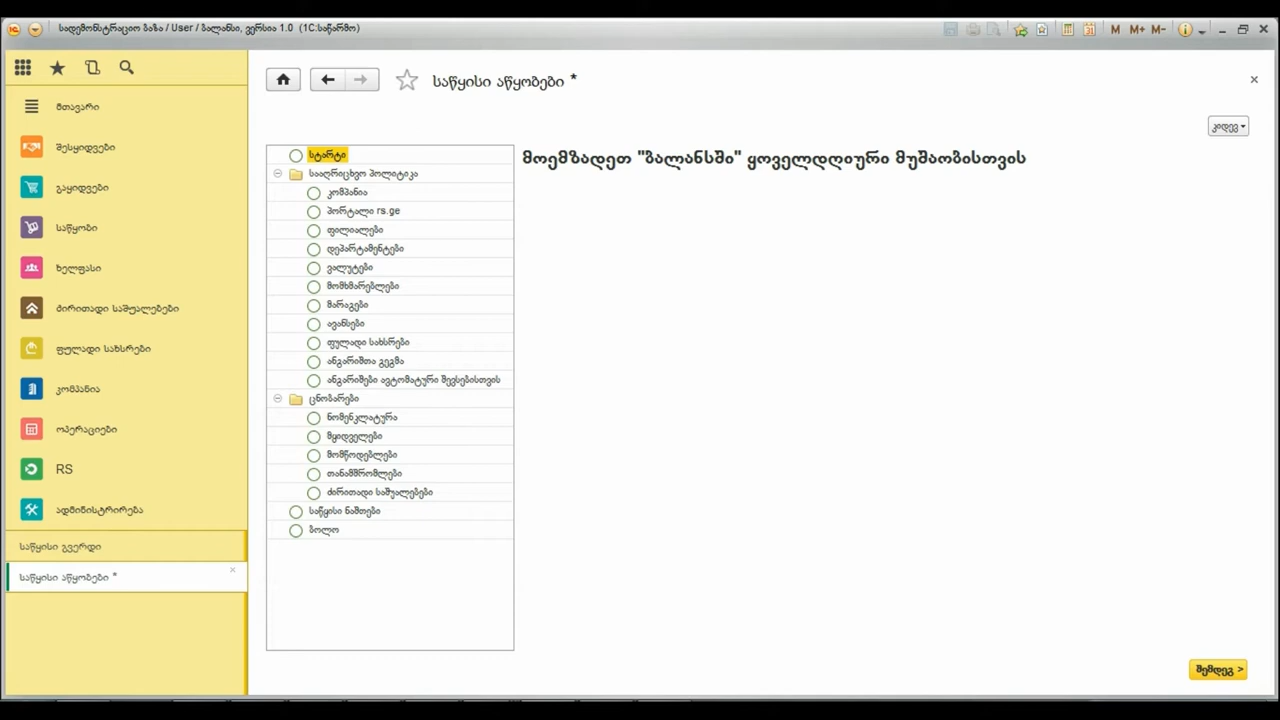 სადემონსტრაციო ბაზა / User / ბალანსი, ვერსია 1.0 (1C:საწარმო)
M M+ M-
მთავარი
შესყიდვები
გაყიდვები
საწყობი
ხელფასი
ძირითადი საშუალებები
ფულადი სახსრები
კომპანია
ოპერაციები
RS
ადმინისტრირება
საწყისი გვერდი
საწყისი აწყობები *
საწყისი აწყობები *
კიდევ
სტარტი
სააღრიცხვო პოლიტიკა
კომპანია
პორტალი rs.ge
ფილიალები
დეპარტამენტები
ვალუტები
მომხმარებლები
მარაგები
ავანსები
ფულადი სახსრები
ანგარიშთა გეგმა
ანგარიშები ავტომატური შევსებისთვის
ცნობარები
ნომენკლატურა
მყიდველები
მომწოდებლები
თანამშრომლები
ძირითადი საშუალებები
საწყისი ნაშთები
ბოლო
მოემზადეთ "ბალანსში" ყოველდღიური მუშაობისთვის
შემდეგ >